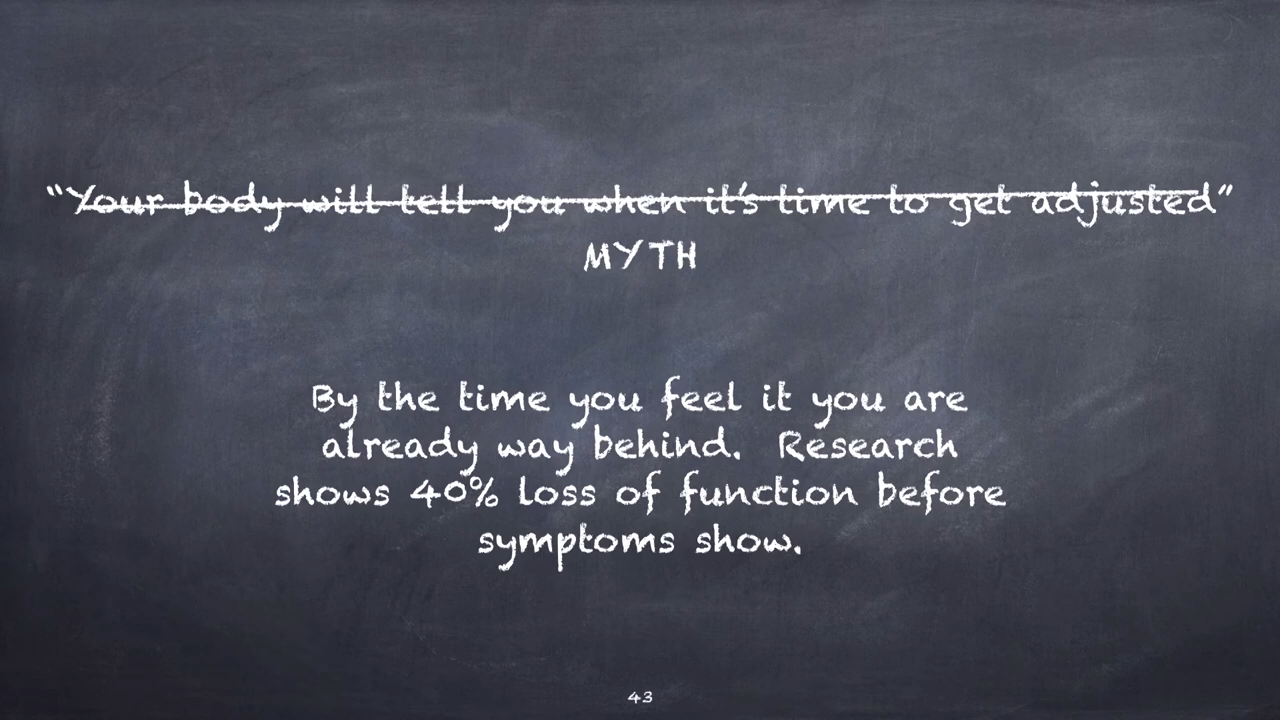 “Your body will tell you when it’s time to get adjusted”
MYTH
By the time you feel it you are
already way behind.  Research
shows 40% loss of function before
symptoms show.
43